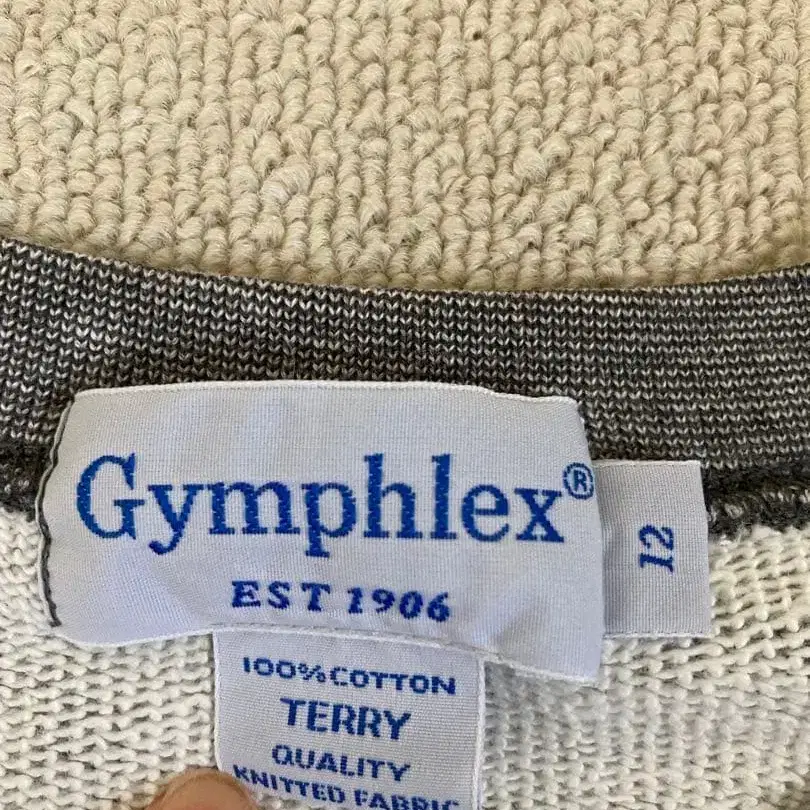 Gymphlex®
EST 1906
12
100% COTTON
TERRY
QUALITY
KNITTED FABRIC